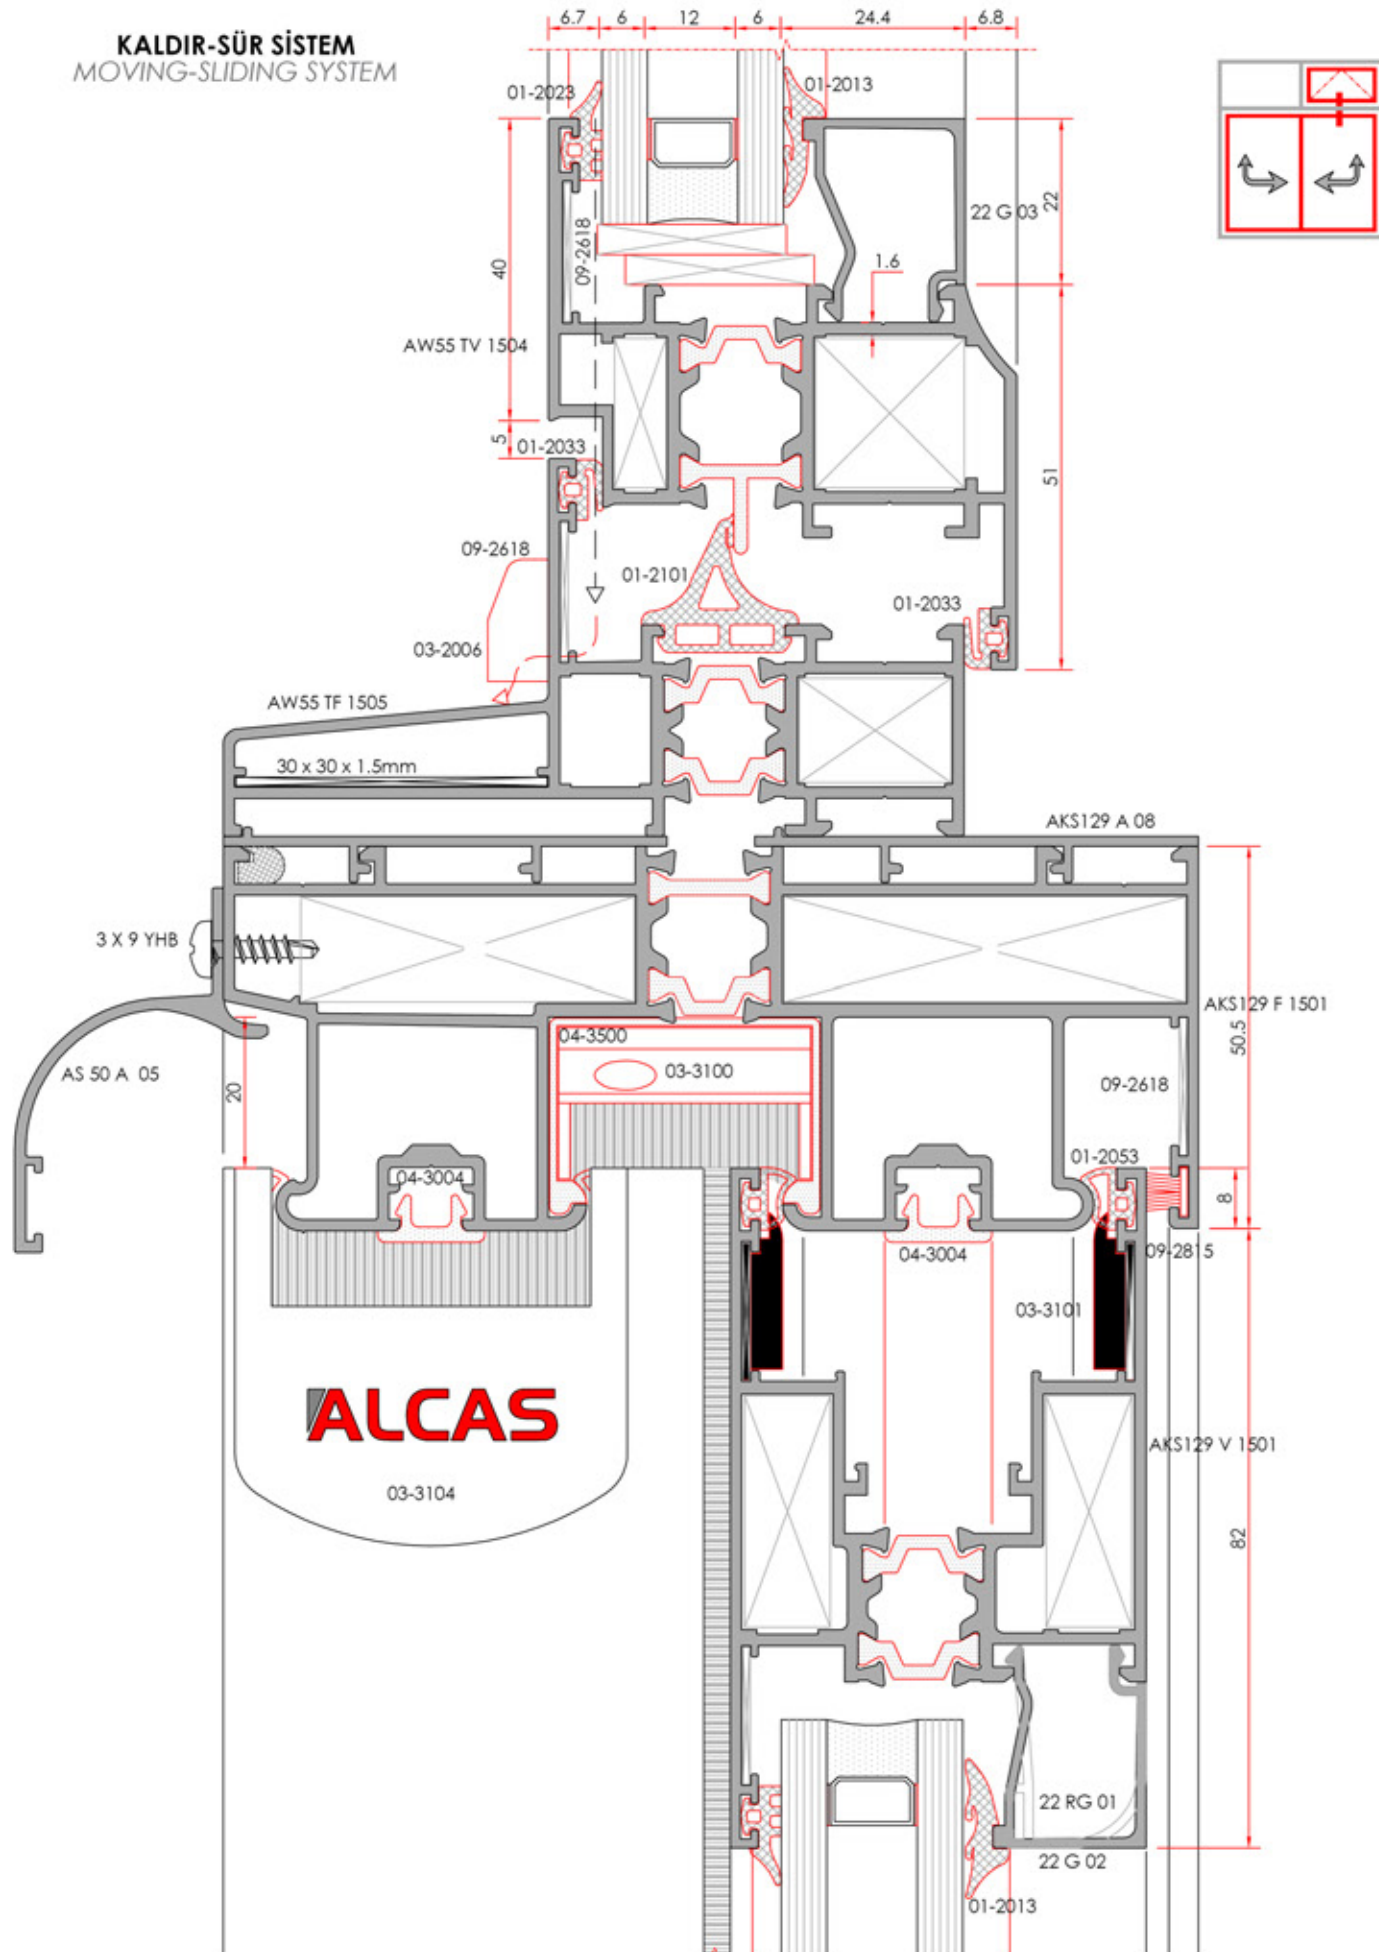 KALDIR-SÜR SİSTEM
MOVING-SLIDING SYSTEM
6.7
6
12
6
24.4
6.8
01-2023
01-2013
22 G 03
22
40
09-2618
1.6
AW55 TV 1504
5
01-2033
51
09-2618
01-2101
01-2033
03-2006
AW55 TF 1505
30 x 30 x 1.5mm
AKS129 A 08
3 X 9 YHB
AKS129 F 1501
50.5
04-3500
03-3100
AS 50 A 05
20
09-2618
01-2053
04-3004
8
04-3004
09-2815
03-3101
ALCAS
03-3104
AKS129 V 1501
82
22 RG 01
22 G 02
01-2013